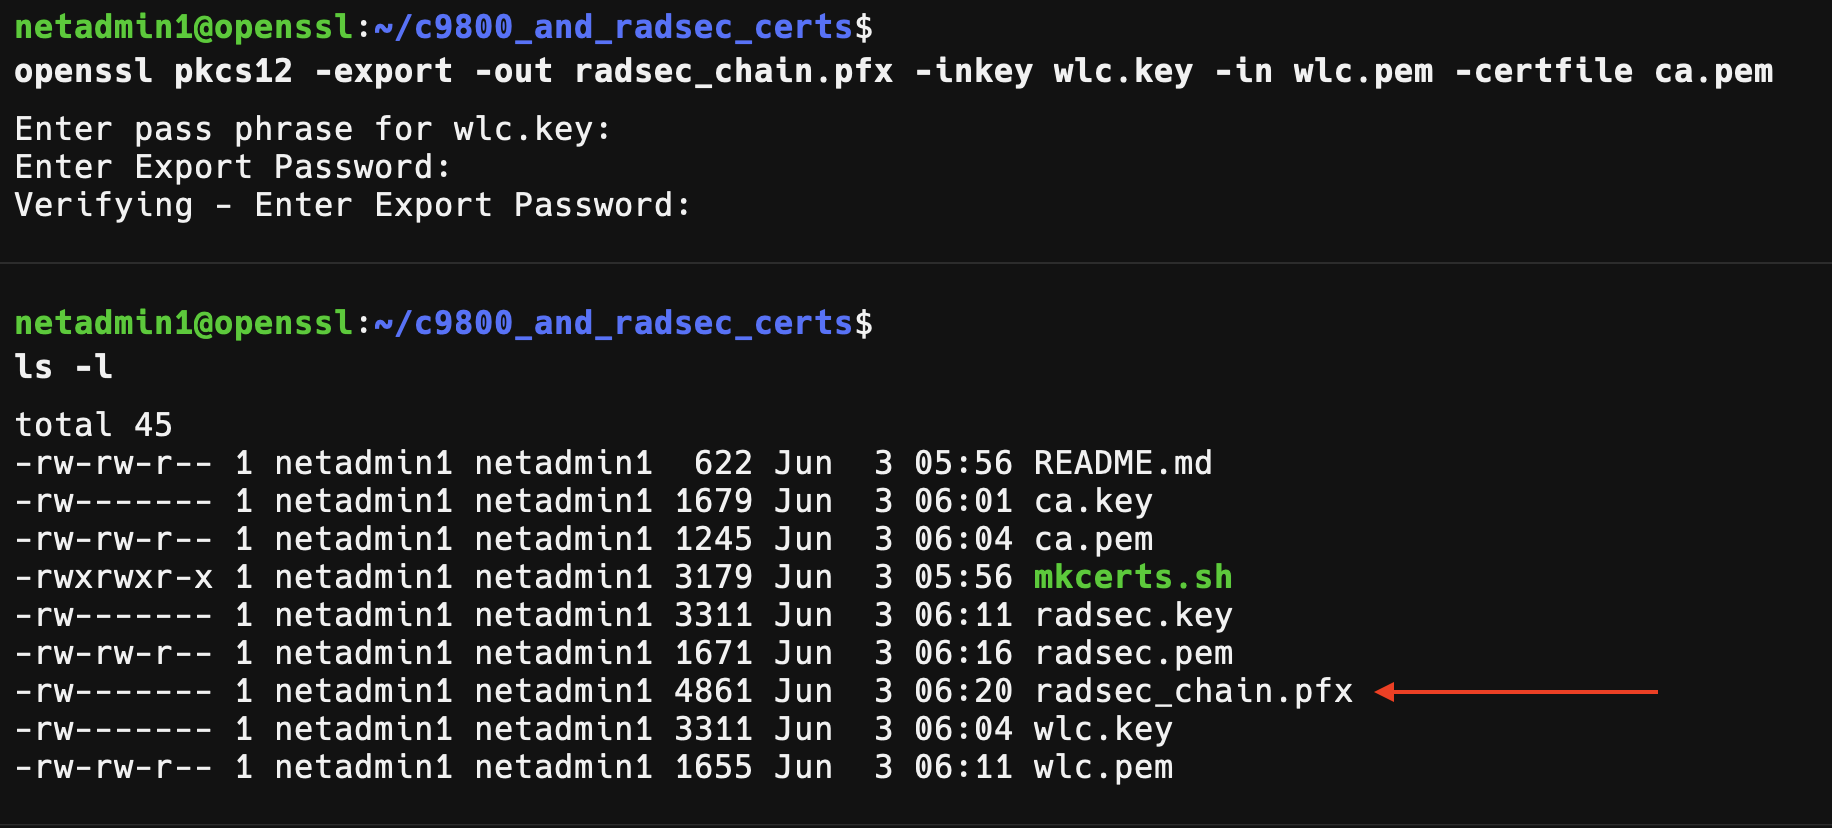 netadmin1@openssl:~/c9800_and_radsec_certs$
openssl pkcs12 -export -out radsec_chain.pfx -inkey wlc.key -in wlc.pem -certfile ca.pem
Enter pass phrase for wlc.key:
Enter Export Password:
Verifying - Enter Export Password:
netadmin1@openssl:~/c9800_and_radsec_certs$
ls -l
total 45
-rw-rw-r-- 1 netadmin1 netadmin1  622 Jun  3 05:56 README.md
-rw------- 1 netadmin1 netadmin1 1679 Jun  3 06:01 ca.key
-rw-rw-r-- 1 netadmin1 netadmin1 1245 Jun  3 06:04 ca.pem
-rwxrwxr-x 1 netadmin1 netadmin1 3179 Jun  3 05:56 mkcerts.sh
-rw------- 1 netadmin1 netadmin1 3311 Jun  3 06:11 radsec.key
-rw-rw-r-- 1 netadmin1 netadmin1 1671 Jun  3 06:16 radsec.pem
-rw------- 1 netadmin1 netadmin1 4861 Jun  3 06:20 radsec_chain.pfx
-rw------- 1 netadmin1 netadmin1 3311 Jun  3 06:04 wlc.key
-rw-rw-r-- 1 netadmin1 netadmin1 1655 Jun  3 06:11 wlc.pem